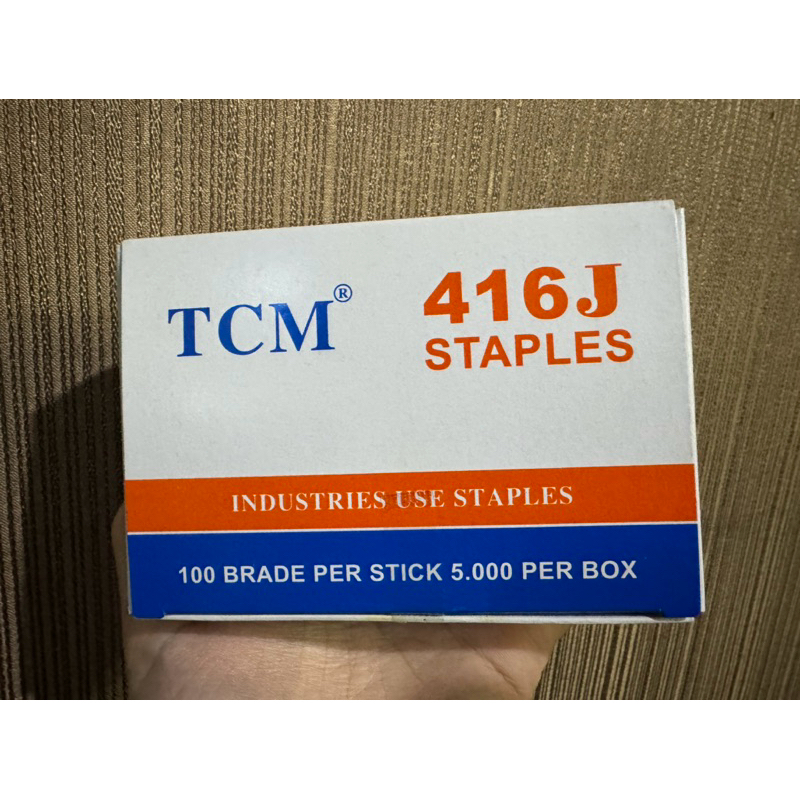 TCM®
416J
STAPLES
INDUSTRIES USE STAPLES
100 BRADE PER STICK 5.000 PER BOX